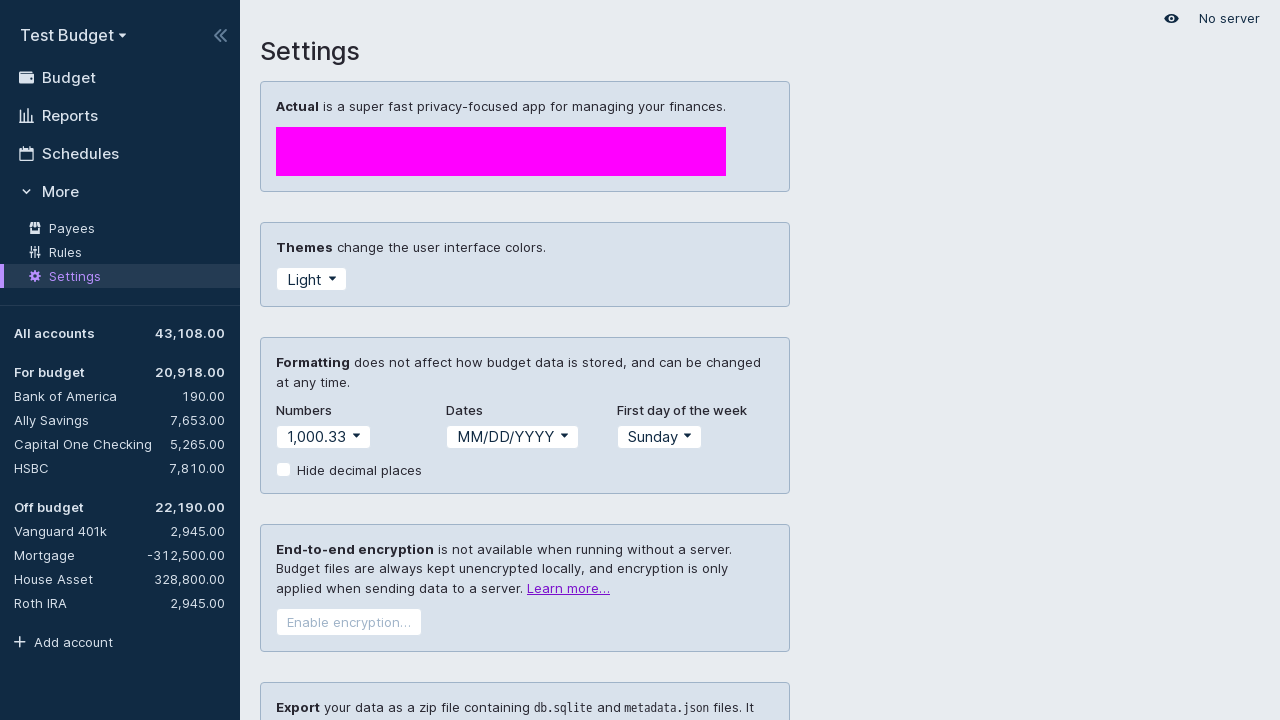 Test Budget
No server
Settings
Budget
Reports
Schedules
More
Payees
Rules
Settings
All accounts 43,108.00
For budget 20,918.00
Bank of America 190.00
Ally Savings 7,653.00
Capital One Checking 5,265.00
HSBC 7,810.00
Off budget 22,190.00
Vanguard 401k 2,945.00
Mortgage -312,500.00
House Asset 328,800.00
Roth IRA 2,945.00
Add account
Actual is a super fast privacy-focused app for managing your finances.
Themes change the user interface colors.
Light
Formatting does not affect how budget data is stored, and can be changed
at any time.
Numbers Dates First day of the week
1,000.33 MM/DD/YYYY Sunday
Hide decimal places
End-to-end encryption is not available when running without a server.
Budget files are always kept unencrypted locally, and encryption is only
applied when sending data to a server. Learn more…
Enable encryption…
Export your data as a zip file containing db.sqlite and metadata.json files. It